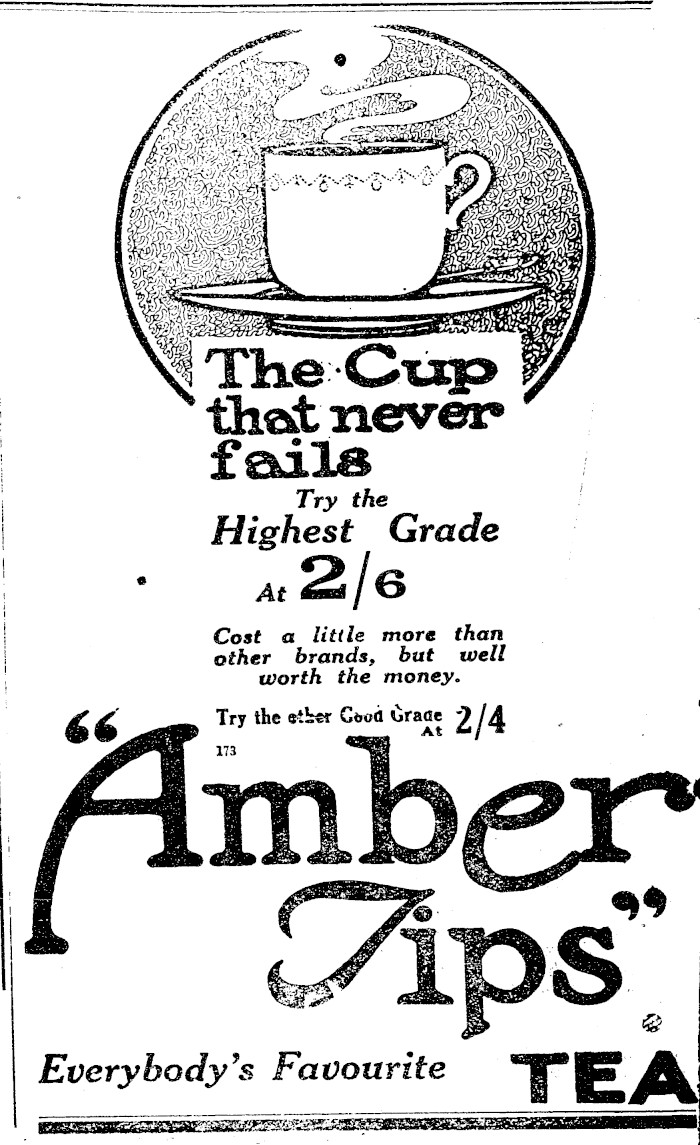 The Cup
that never
fails
Try the
Highest Grade
At 2/6
Cost a little more than
other brands, but well
worth the money.
Try the other Good Grade
At 2/4
173
“Amber
Tips”
Everybody's Favourite TEA